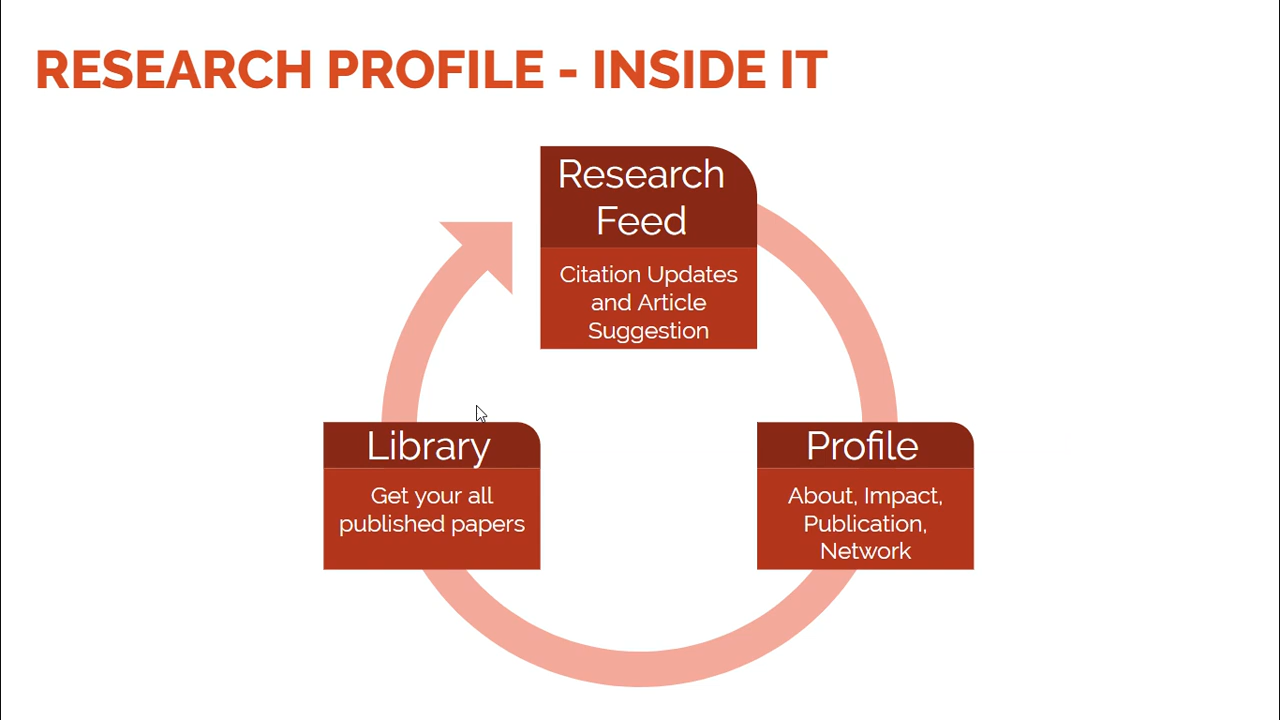 RESEARCH PROFILE - INSIDE IT
Research
Feed
Citation Updates
and Article
Suggestion
Library
Get your all
published papers
Profile
About, Impact,
Publication,
Network